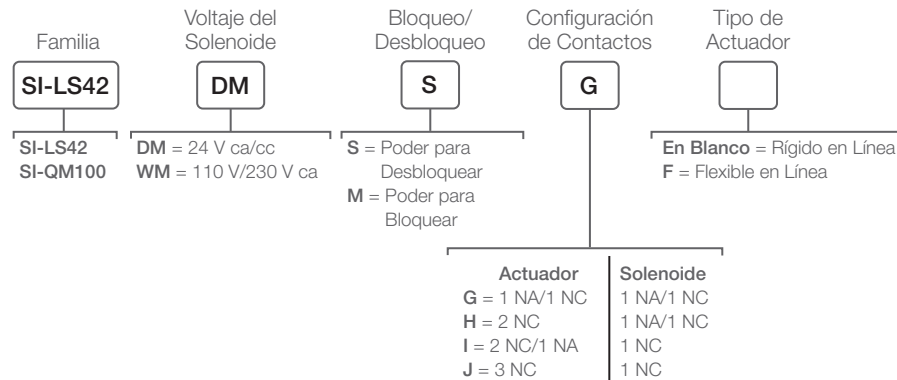 Familia
Voltaje del
Solenoide
Bloqueo/
Desbloqueo
Configuración
de Contactos
Tipo de
Actuador
SI-LS42
DM
S
G
SI-LS42
SI-QM100
DM = 24 V ca/cc
WM = 110 V/230 V ca
S = Poder para
Desbloquear
M = Poder para
Bloquear
En Blanco = Rígido en Línea
F = Flexible en Línea
Actuador Solenoide
G = 1 NA/1 NC 1 NA/1 NC
H = 2 NC 1 NA/1 NC
I = 2 NC/1 NA 1 NC
J = 3 NC 1 NC